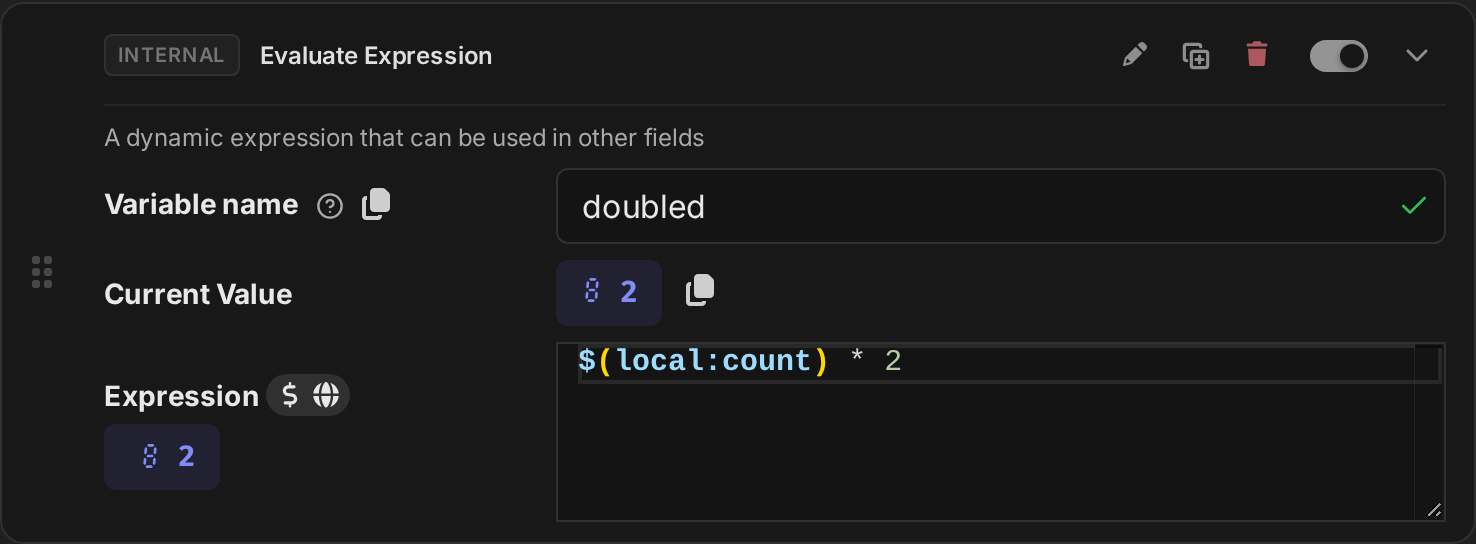 INTERNAL Evaluate Expression
A dynamic expression that can be used in other fields
Variable name doubled
Current Value 2
$(local:count) * 2
Expression $
2